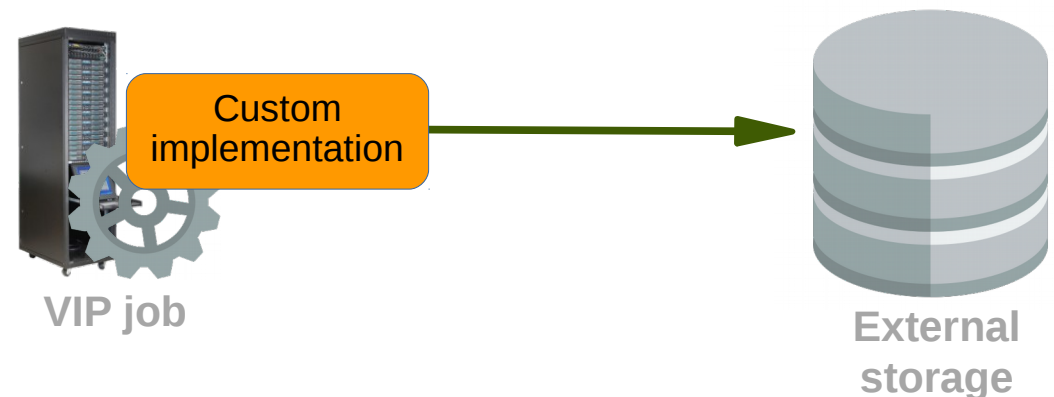 Custom
implementation
VIP job
External
storage